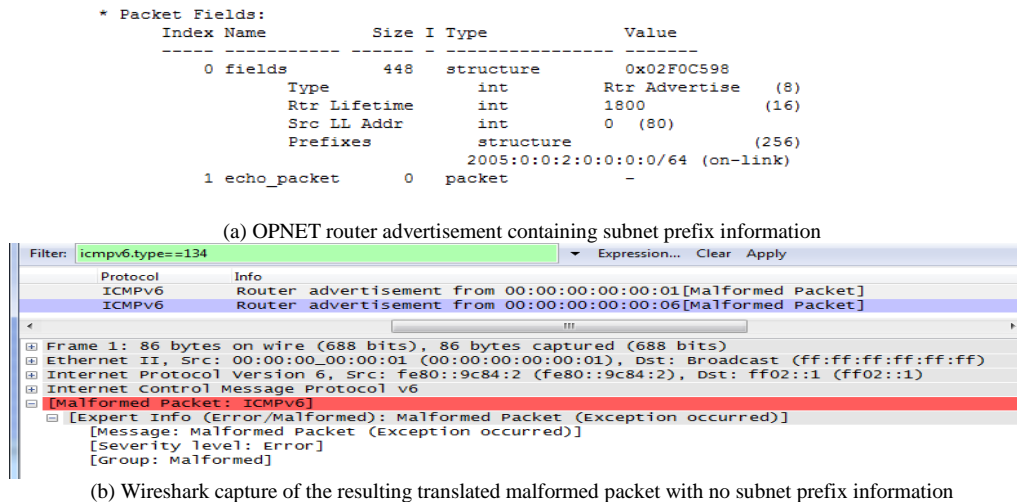 * Packet Fields:
Index Name Size I Type Value
----- ----------- ------ - ---------------- -------
0 fields 448 structure 0x02F0C598
Type int Rtr Advertise (8)
Rtr Lifetime int 1800 (16)
Src LL Addr int 0 (80)
Prefixes structure (256)
2005:0:0:2:0:0:0:0/64 (on-link)
1 echo_packet 0 packet -
(a) OPNET router advertisement containing subnet prefix information
Filter: icmpv6.type==134 Expression... Clear Apply
Protocol Info
ICMPv6 Router advertisement from 00:00:00:00:00:01[Malformed Packet]
ICMPv6 Router advertisement from 00:00:00:00:00:06[Malformed Packet]
Frame 1: 86 bytes on wire (688 bits), 86 bytes captured (688 bits)
Ethernet II, Src: 00:00:00_00:00:01 (00:00:00:00:00:01), Dst: Broadcast (ff:ff:ff:ff:ff:ff)
Internet Protocol Version 6, Src: fe80::9c84:2 (fe80::9c84:2), Dst: ff02::1 (ff02::1)
Internet Control Message Protocol v6
[Malformed Packet: ICMPv6]
[Expert Info (Error/Malformed): Malformed Packet (Exception occurred)]
[Message: Malformed Packet (Exception occurred)]
[Severity level: Error]
[Group: Malformed]
(b) Wireshark capture of the resulting translated malformed packet with no subnet prefix information